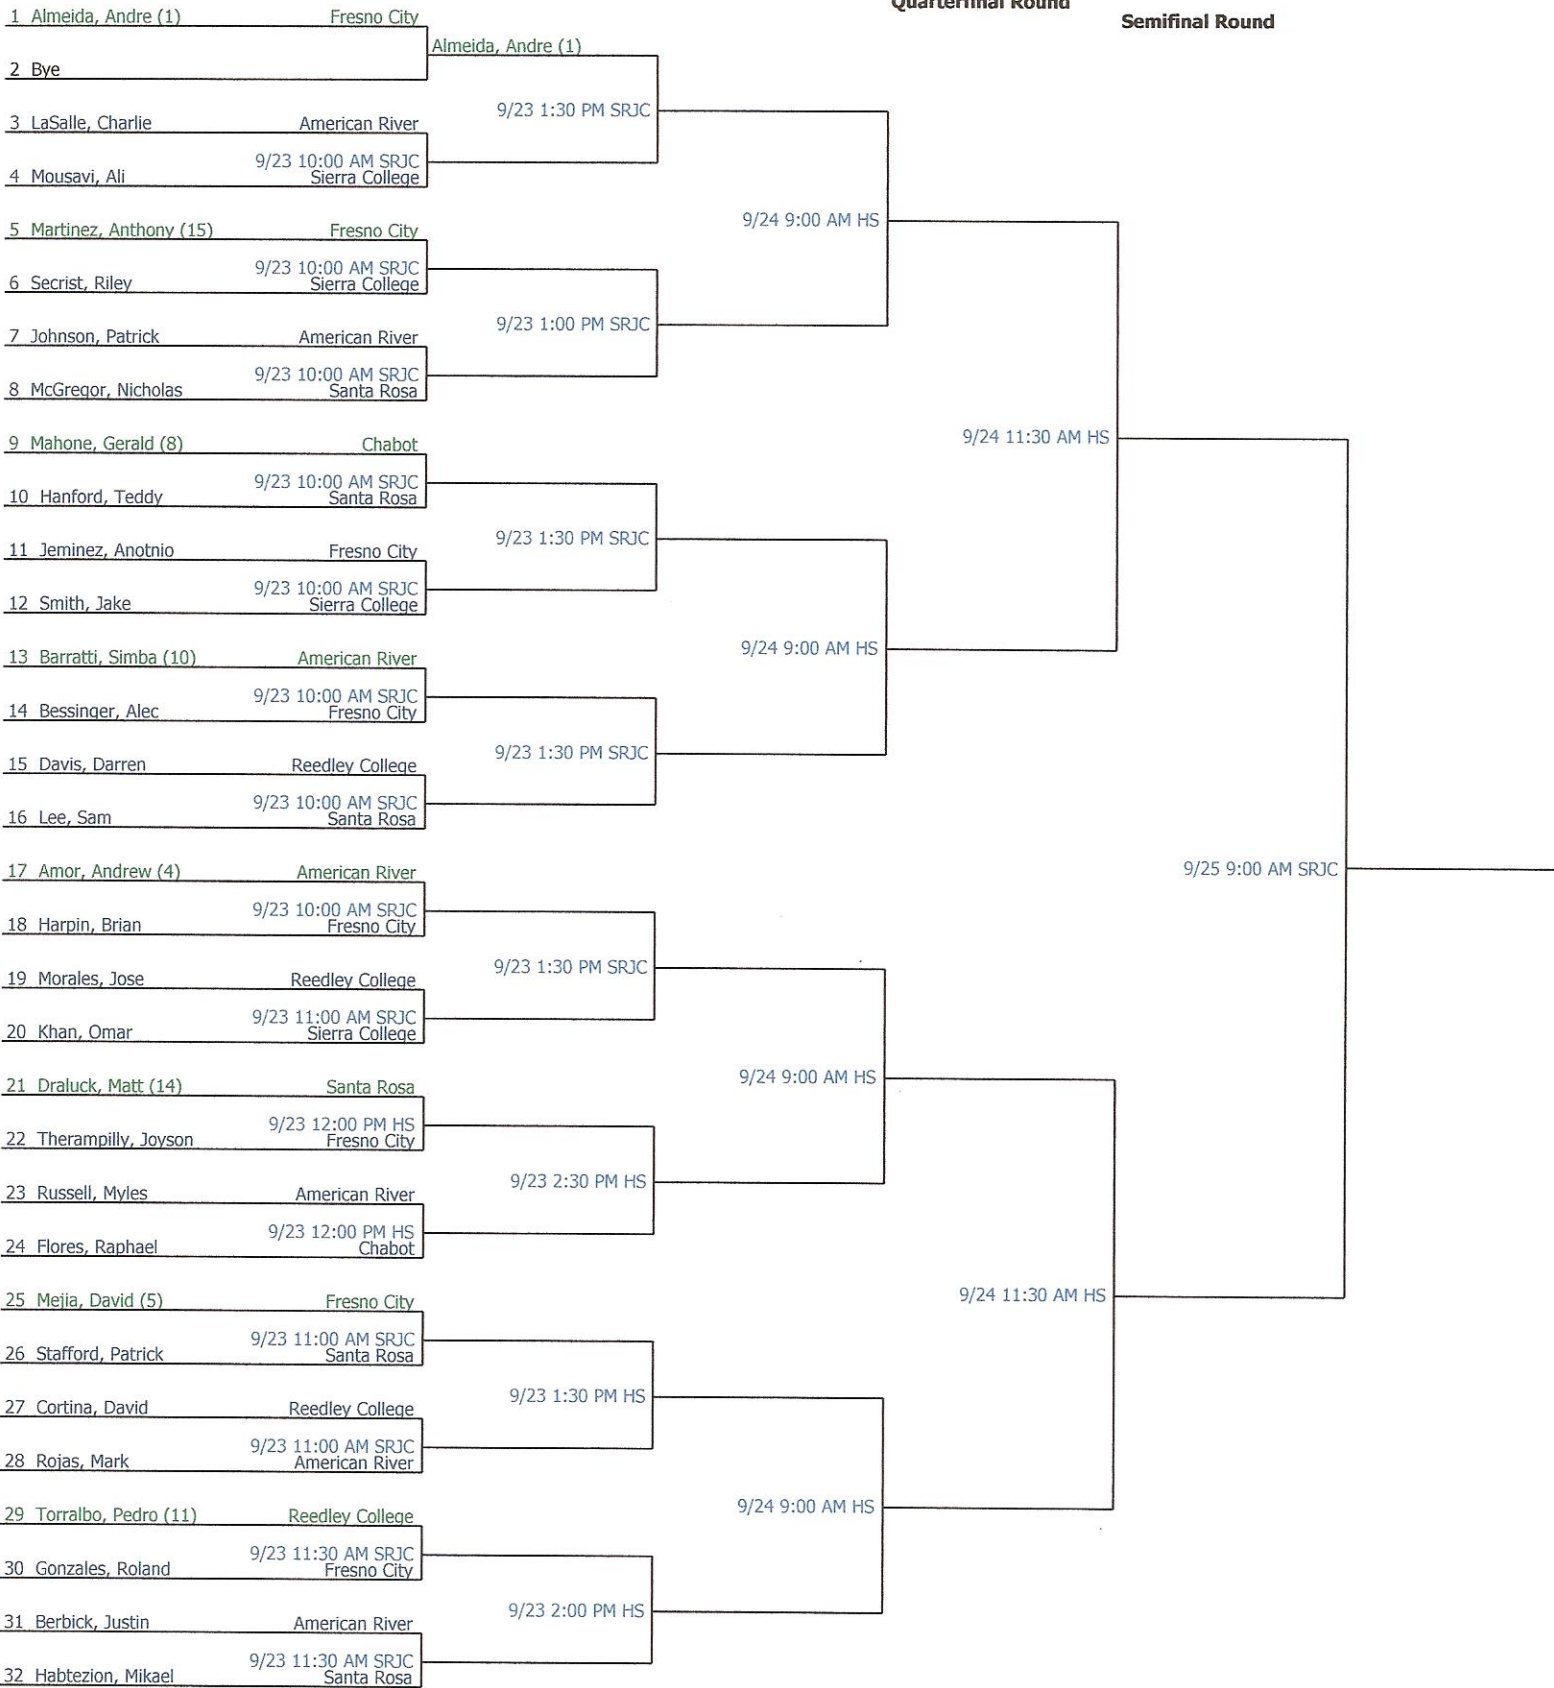 Quarterfinal Round
Semifinal Round
1 Almeida, Andre (1) Fresno City
Almeida, Andre (1)
2 Bye
9/23 1:30 PM SRJC
3 LaSalle, Charlie American River
9/23 10:00 AM SRJC
4 Mousavi, Ali Sierra College
9/24 9:00 AM HS
5 Martinez, Anthony (15) Fresno City
9/23 10:00 AM SRJC
6 Secrist, Riley Sierra College
9/23 1:00 PM SRJC
7 Johnson, Patrick American River
9/23 10:00 AM SRJC
8 McGregor, Nicholas Santa Rosa
9/24 11:30 AM HS
9 Mahone, Gerald (8) Chabot
9/23 10:00 AM SRJC
10 Hanford, Teddy Santa Rosa
9/23 1:30 PM SRJC
11 Jeminez, Anotnio Fresno City
9/23 10:00 AM SRJC
12 Smith, Jake Sierra College
9/24 9:00 AM HS
13 Barratti, Simba (10) American River
9/23 10:00 AM SRJC
14 Bessinger, Alec Fresno City
9/23 1:30 PM SRJC
15 Davis, Darren Reedley College
9/23 10:00 AM SRJC
16 Lee, Sam Santa Rosa
9/25 9:00 AM SRJC
17 Amor, Andrew (4) American River
9/23 10:00 AM SRJC
18 Harpin, Brian Fresno City
9/23 1:30 PM SRJC
19 Morales, Jose Reedley College
9/23 11:00 AM SRJC
20 Khan, Omar Sierra College
9/24 9:00 AM HS
21 Draluck, Matt (14) Santa Rosa
9/23 12:00 PM HS
22 Therampilly, Joyson Fresno City
9/23 2:30 PM HS
23 Russell, Myles American River
9/23 12:00 PM HS
24 Flores, Raphael Chabot
9/24 11:30 AM HS
25 Mejia, David (5) Fresno City
9/23 11:00 AM SRJC
26 Stafford, Patrick Santa Rosa
9/23 1:30 PM HS
27 Cortina, David Reedley College
9/23 11:00 AM SRJC
28 Rojas, Mark American River
9/24 9:00 AM HS
29 Torralbo, Pedro (11) Reedley College
9/23 11:30 AM SRJC
30 Gonzales, Roland Fresno City
9/23 2:00 PM HS
31 Berbick, Justin American River
9/23 11:30 AM SRJC
32 Habtezion, Mikael Santa Rosa